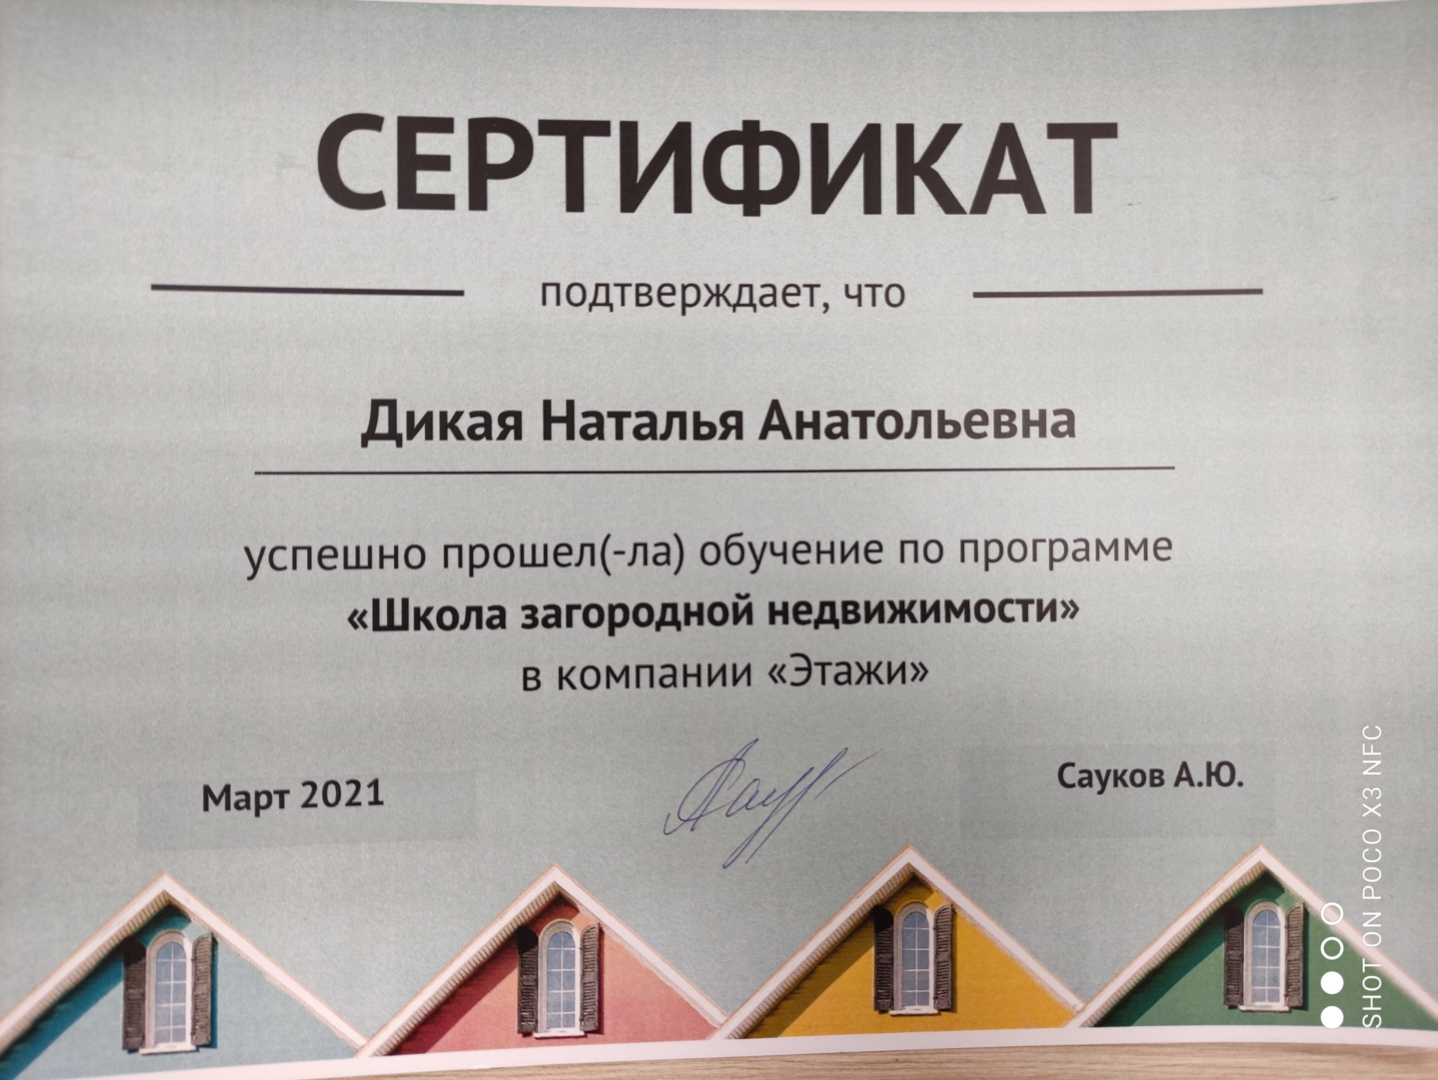 СЕРТИФИКАТ
подтверждает, что
Дикая Наталья Анатольевна
успешно прошел(-ла) обучение по программе
«Школа загородной недвижимости»
в компании «Этажи»
Март 2021
Сауков А.Ю.
SHOT ON POCO X3 NFC